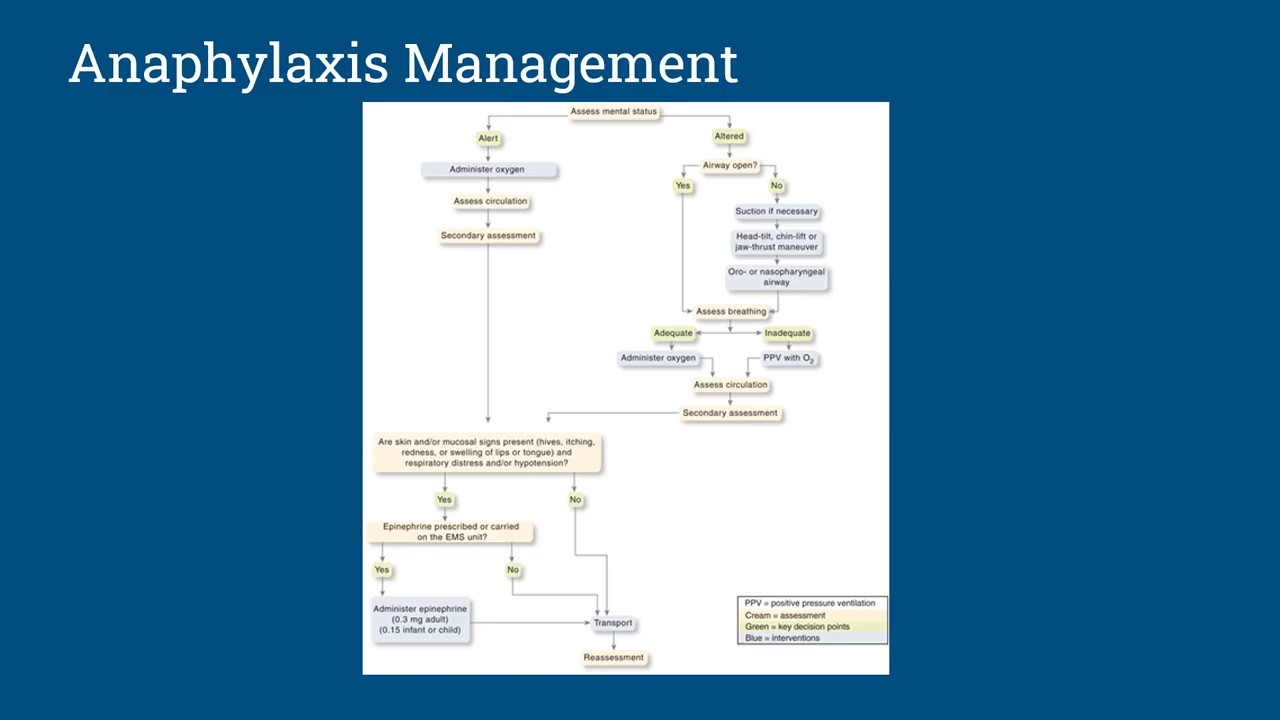 Anaphylaxis Management
Assess mental status
Alert
Altered
Administer oxygen
Airway open?
Yes
No
Assess circulation
Suction if necessary
Secondary assessment
Head-tilt, chin-lift or
jaw-thrust maneuver
Oro- or nasopharyngeal
airway
Assess breathing
Adequate
Inadequate
Administer oxygen
PPV with O2
Assess circulation
Secondary assessment
Are skin and/or mucosal signs present (hives, itching,
redness, or swelling of lips or tongue) and
respiratory distress and/or hypotension?
Yes
No
Epinephrine prescribed or carried
on the EMS unit?
Yes
No
Administer epinephrine
(0.3 mg adult)
(0.15 infant or child)
Transport
Reassessment
PPV = positive pressure ventilation
Cream = assessment
Green = key decision points
Blue = interventions